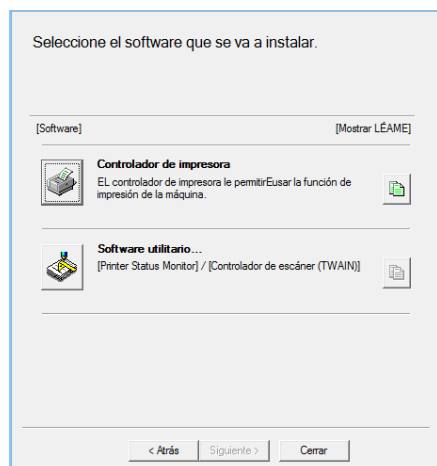 Seleccione el software que se va a instalar.
[Software] [Mostrar LÉAME]
Controlador de impresora
EL controlador de impresora le permitirEusar la función de
impresión de la máquina.
Software utilitario...
[Printer Status Monitor] / [Controlador de escáner (TWAIN)]
< Atrás Siguiente > Cerrar